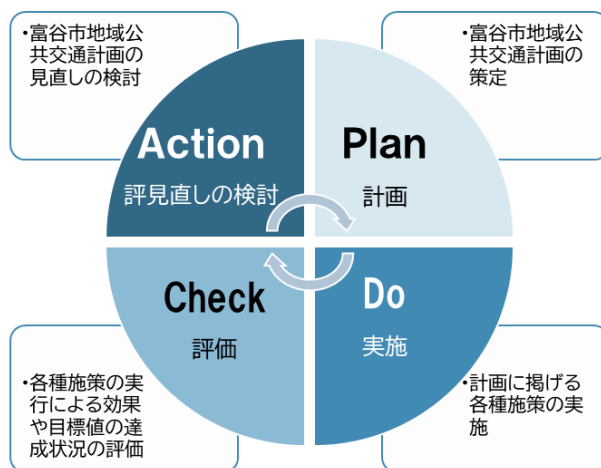 ・富谷市地域公
共交通計画の
見直しの検討
・富谷市地域公
共交通計画の
策定
Action
評見直しの検討
Plan
計画
Check
評価
Do
実施
・各種施策の実
行による効果
や目標値の達
成状況の評価
・計画に掲げる
各種施策の実
施